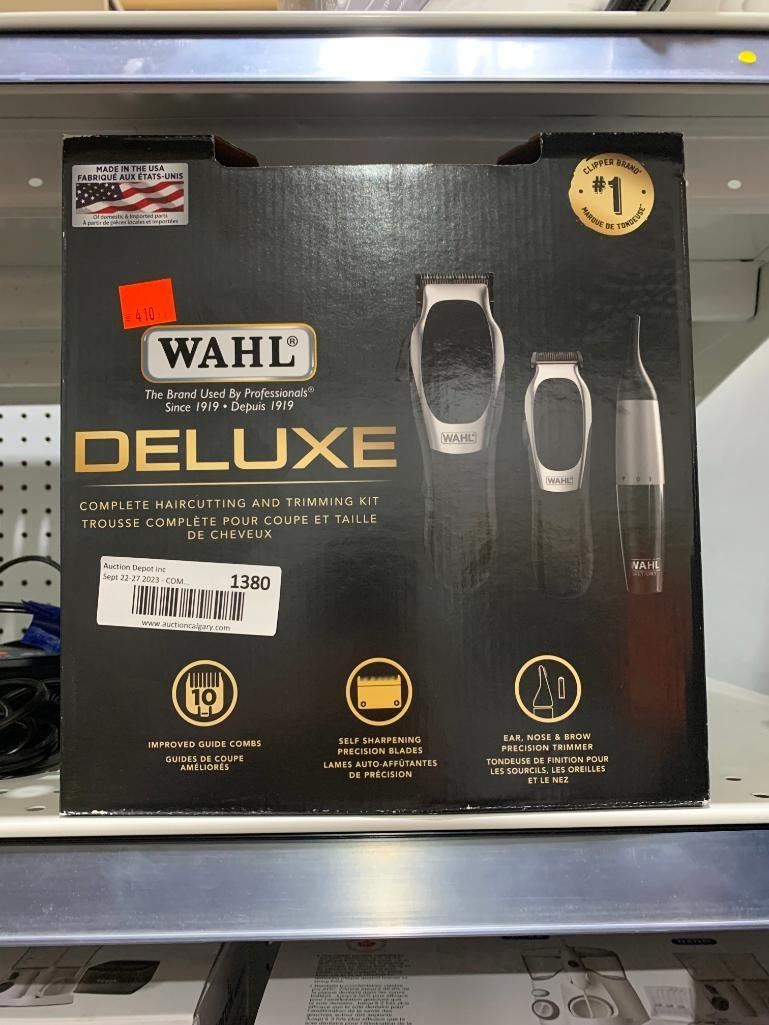 MADE IN THE USA
FABRIQUÉ AUX ÉTATS-UNIS
Of domestic & imported parts
À partir de pièces locales et importées
CLIPPER BRAND
#1
MARQUE DE TONDEUSE
410
WAHL®
The Brand Used By Professionals®
Since 1919 • Depuis 1919
DELUXE
COMPLETE HAIRCUTTING AND TRIMMING KIT
TROUSSE COMPLÈTE POUR COUPE ET TAILLE
DE CHEVEUX
WAHL
WAHL
WAHL
WET/DRY
Auction Depot Inc
Sept 22-27 2023 - COM...
1380
www.auctioncalgary.com
10
IMPROVED GUIDE COMBS
GUIDES DE COUPE
AMÉLIORÉS
SELF SHARPENING
PRECISION BLADES
LAMES AUTO-AFFÛTANTES
DE PRÉCISION
EAR, NOSE & BROW
PRECISION TRIMMER
TONDEUSE DE FINITION POUR
LES SOURCILS, LES OREILLES
ET LE NEZ